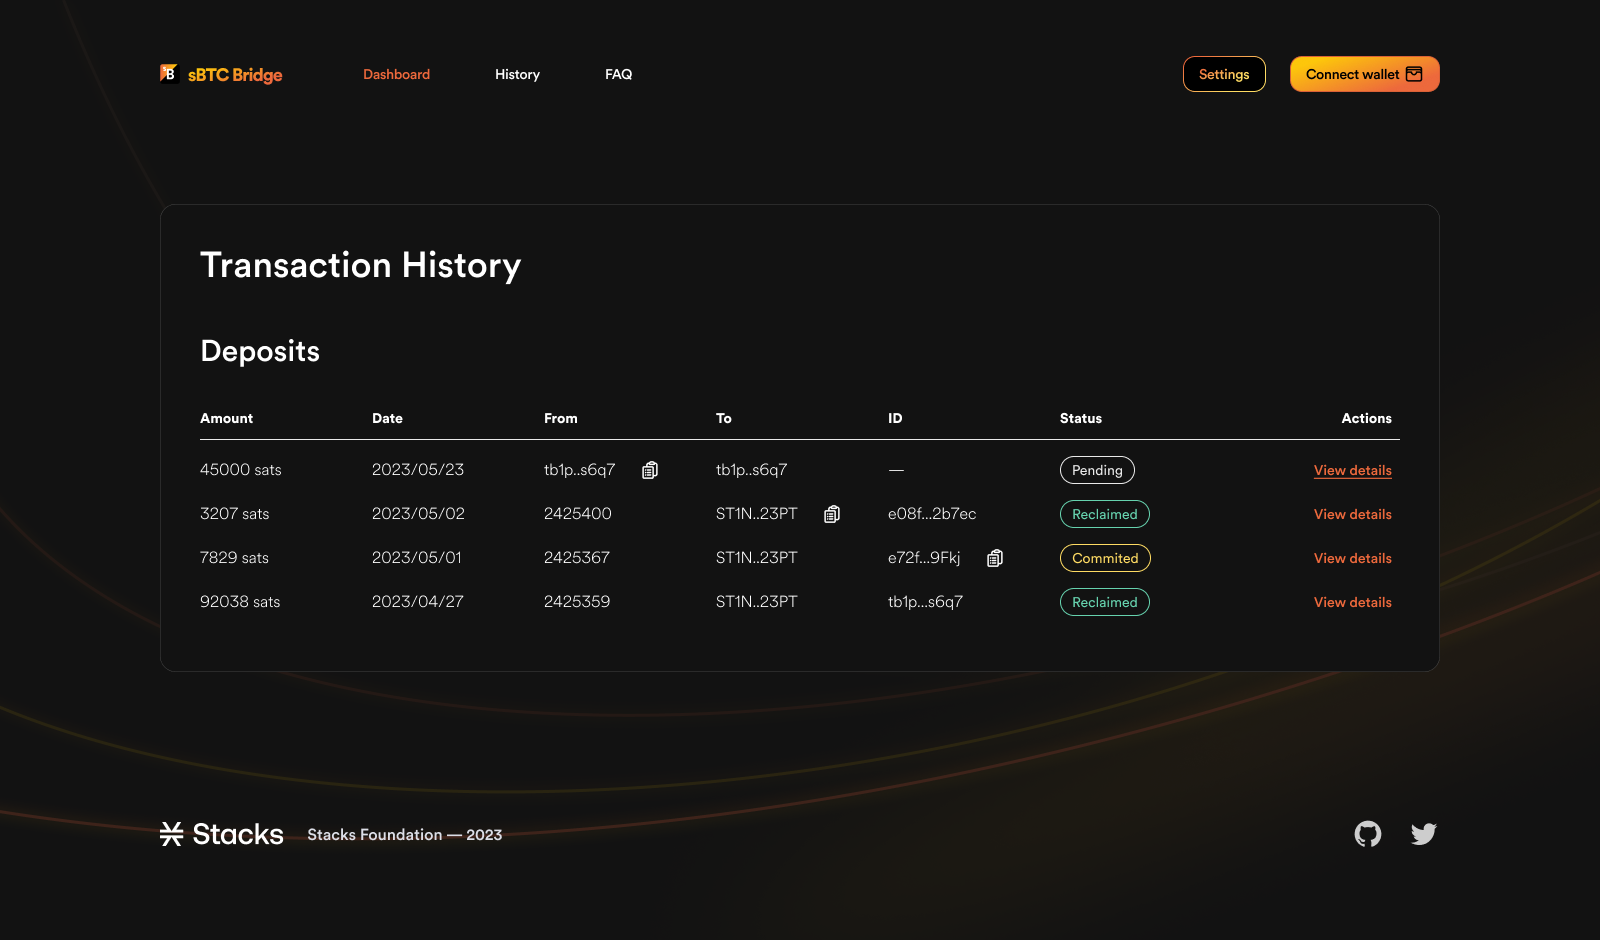 sBTC Bridge Dashboard History FAQ Settings Connect wallet
Transaction History
Deposits
Amount Date From To ID Status Actions
45000 sats 2023/05/23 tb1p..s6q7 tb1p..s6q7 — Pending View details
3207 sats 2023/05/02 2425400 ST1N..23PT e08f...2b7ec Reclaimed View details
7829 sats 2023/05/01 2425367 ST1N..23PT e72f...9Fkj Commited View details
92038 sats 2023/04/27 2425359 ST1N..23PT tb1p...s6q7 Reclaimed View details
Stacks Stacks Foundation — 2023